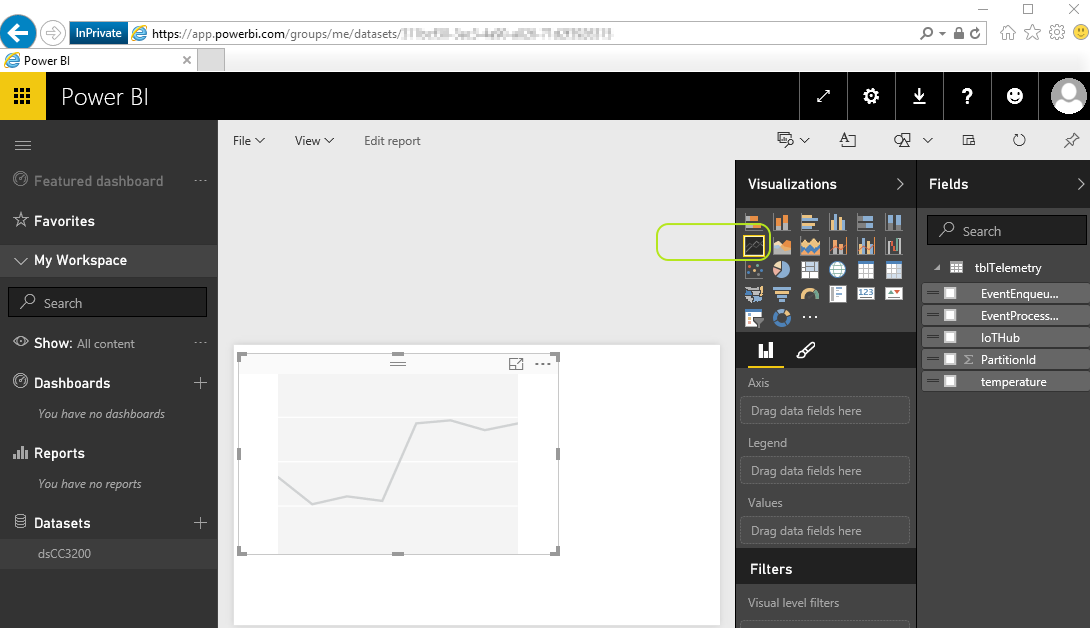 InPrivate https://app.powerbi.com/groups/me/datasets/
Power BI
Power BI
?
File View Edit report
Featured dashboard
Favorites
My Workspace
Search
Show: All content
Dashboards
You have no dashboards
Reports
You have no reports
Datasets
dsCC3200
Visualizations
123
Axis
Drag data fields here
Legend
Drag data fields here
Values
Drag data fields here
Filters
Visual level filters
Fields
Search
tblTelemetry
EventEnqueu...
EventProcess...
IoTHub
Σ PartitionId
temperature